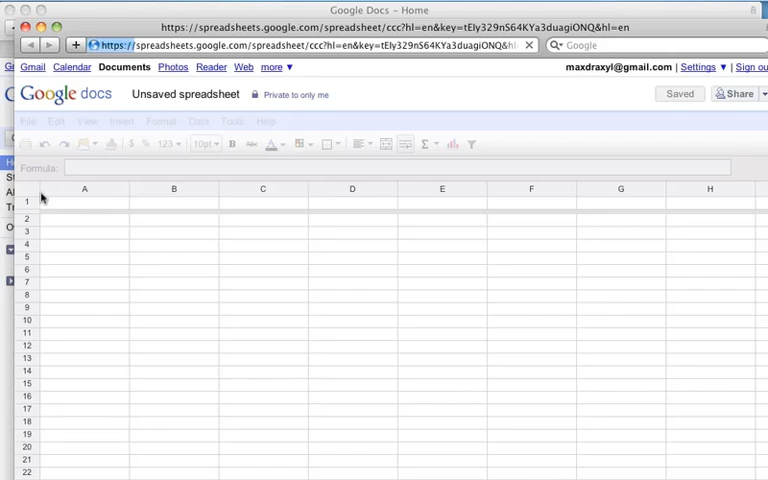 Google Docs - Home
https://spreadsheets.google.com/spreadsheet/ccc?hl=en&key=tEIy329nS64KYa3duagiONQ&hl=en
https://spreadsheets.google.com/spreadsheet/ccc?hl=en&key=tEIy329nS64KYa3duagiONQ&hl
Google
Gmail Calendar Documents Photos Reader Web more ▼ maxdraxyl@gmail.com | Settings ▼ | Sign ou
Google docs Unsaved spreadsheet Private to only me Saved Share
File Edit View Insert Format Data Tools Help
$ % 123 10pt B Abc A Σ
Formula:
A B C D E F G H
1
2
3
4
5
6
7
8
9
10
11
12
13
14
15
16
17
18
19
20
21
22